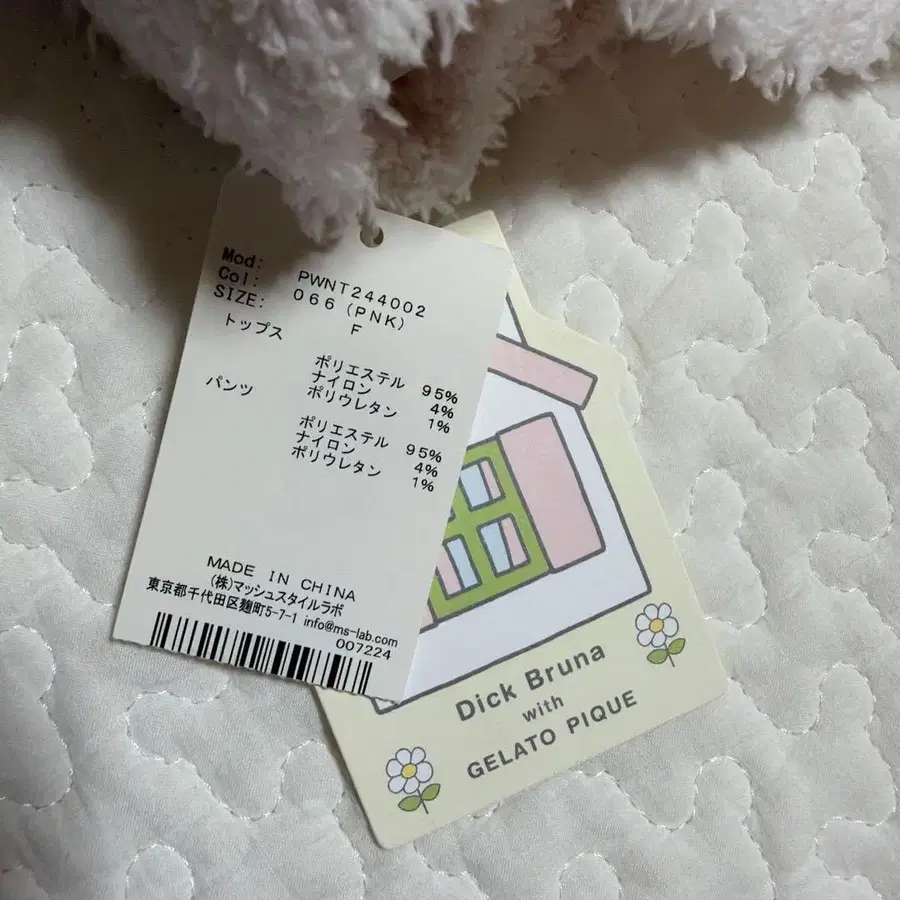 Mod: PWNT244002
Col: 066(PNK)
SIZE: F
トップス
ポリエステル 95%
ナイロン 4%
ポリウレタン 1%
パンツ
ポリエステル 95%
ナイロン 4%
ポリウレタン 1%
MADE IN CHINA
(株)マッシュスタイルラボ
東京都千代田区麹町5-7-1 info@ms-lab.com
007224
Dick Bruna
with
GELATO PIQUE